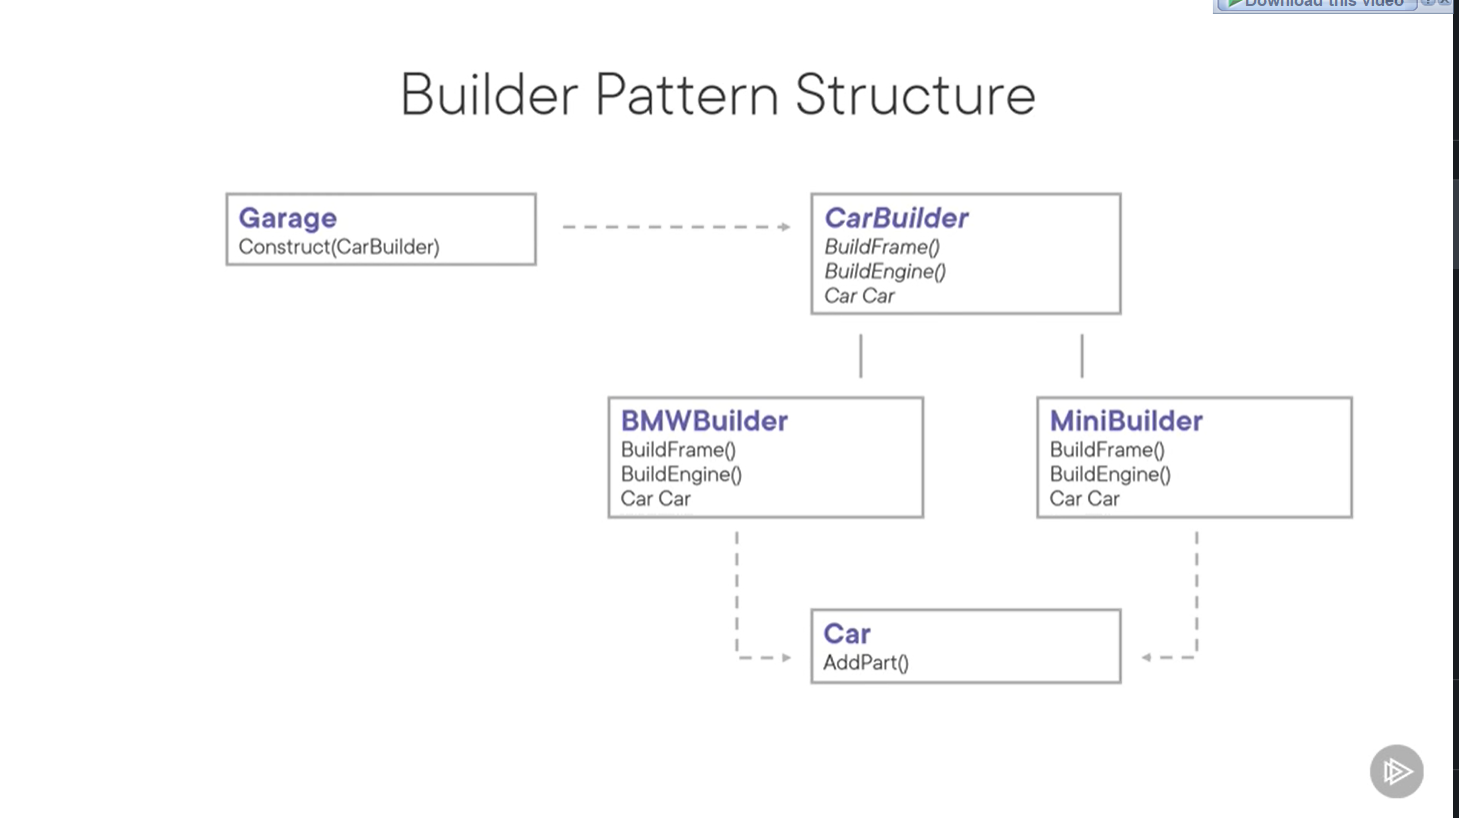 Download this video
Builder Pattern Structure
Garage
Construct(CarBuilder)
CarBuilder
BuildFrame()
BuildEngine()
Car Car
BMWBuilder
BuildFrame()
BuildEngine()
Car Car
MiniBuilder
BuildFrame()
BuildEngine()
Car Car
Car
AddPart()